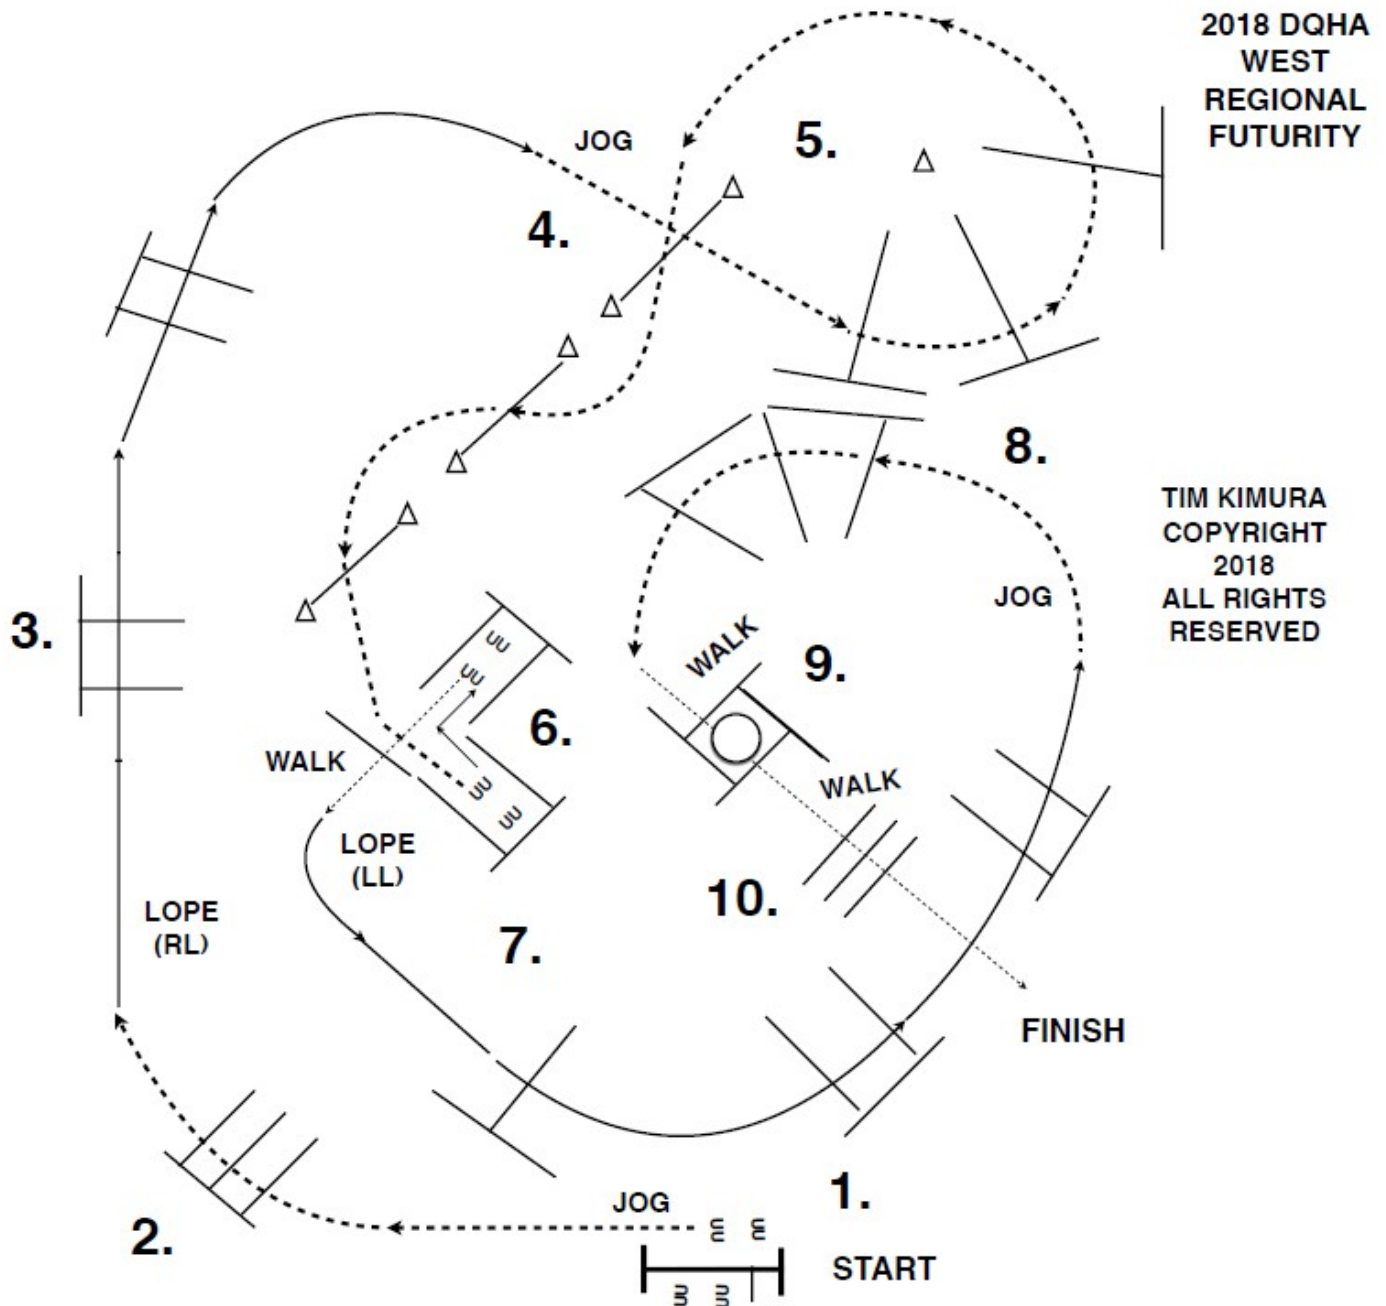 2018 DQHA
WEST
REGIONAL
FUTURITY
JOG
5.
4.
8.
TIM KIMURA
COPYRIGHT
2018
ALL RIGHTS
RESERVED
JOG
3.
WALK
9.
6.
WALK
WALK
LOPE
(LL)
10.
LOPE
(RL)
7.
FINISH
1.
JOG
2.
START